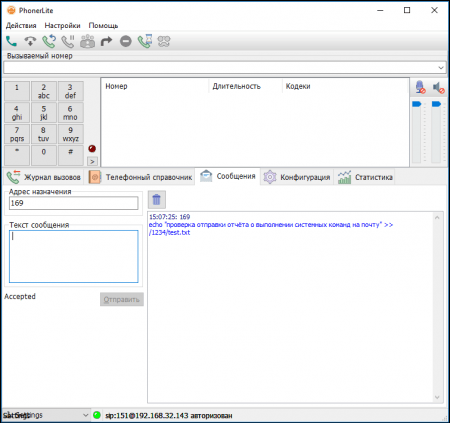 PhonerLite
Действия Настройки Помощь
Вызываемый номер
1 2 3
abc def
4 5 6
ghi jkl mno
7 8 9
pqrs tuv wxyz
* 0 #
>
Номер Длительность Кодеки
Журнал вызовов Телефонный справочник Сообщения Конфигурация Статистика
Адрес назначения
169
Текст сообщения
Accepted Отправить
15:07:25: 169
echo "проверка отправки отчёта о выполнении системных команд на почту" >>
/1234/test.txt
Settings sip:151@192.168.32.143 авторизован